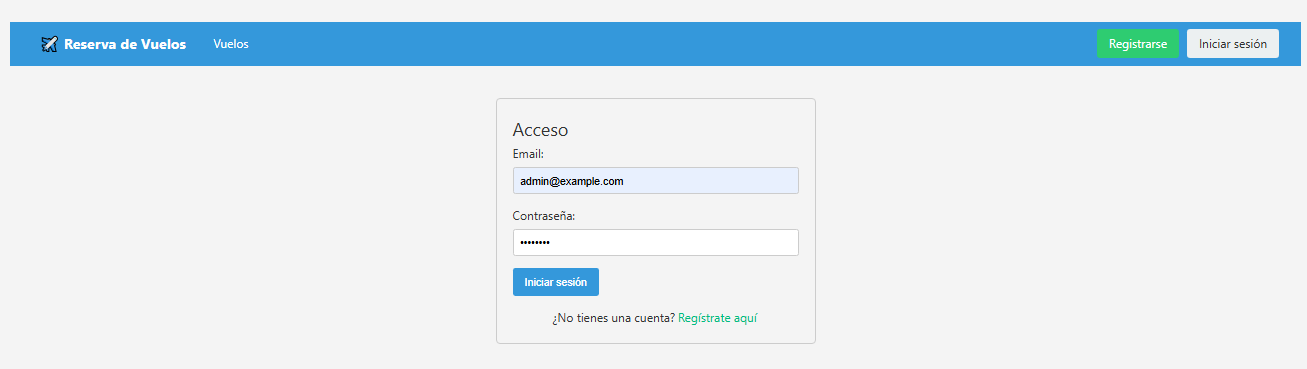 Reserva de Vuelos Vuelos Registrarse Iniciar sesión
Acceso
Email:
admin@example.com
Contraseña:
••••••••
Iniciar sesión
¿No tienes una cuenta? Regístrate aquí